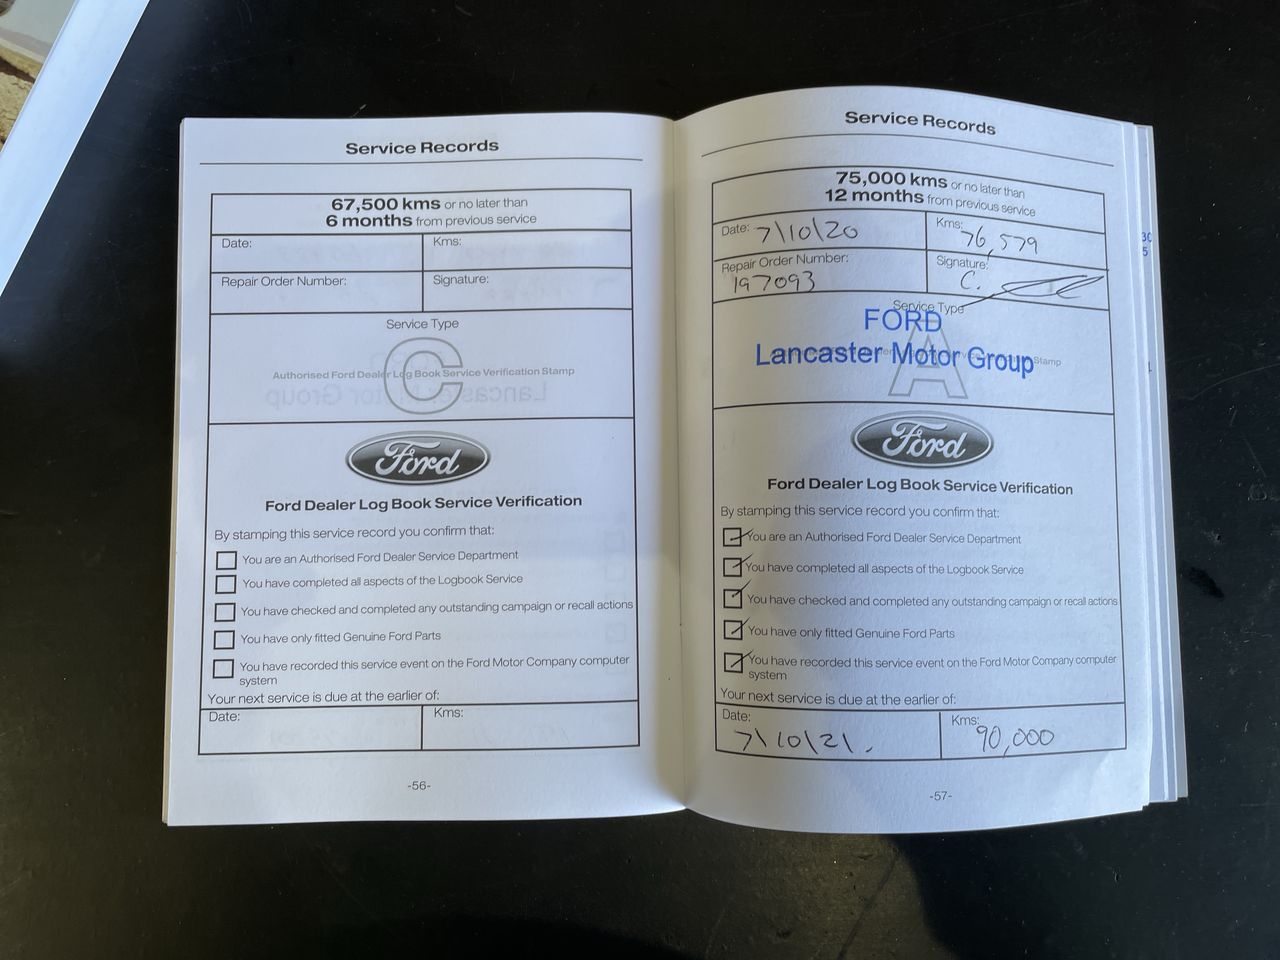 Service Records
67,500 kms or no later than
6 months from previous service
Date:
Kms:
Repair Order Number:
Signature:
Service Type
C
Authorised Ford Dealer Log Book Service Verification Stamp
Ford
Ford Dealer Log Book Service Verification
By stamping this service record you confirm that:
You are an Authorised Ford Dealer Service Department
You have completed all aspects of the Logbook Service
You have checked and completed any outstanding campaign or recall actions
You have only fitted Genuine Ford Parts
You have recorded this service event on the Ford Motor Company computer
system
Your next service is due at the earlier of:
Date:
Kms:
-56-
Service Records
75,000 kms or no later than
12 months from previous service
Date: 7\10\20
Kms: 76,579
Repair Order Number:
197093
Signature:
C.
Service Type
FORD
A
Lancaster Motor Group
Stamp
Ford
Ford Dealer Log Book Service Verification
By stamping this service record you confirm that:
You are an Authorised Ford Dealer Service Department
You have completed all aspects of the Logbook Service
You have checked and completed any outstanding campaign or recall actions
You have only fitted Genuine Ford Parts
You have recorded this service event on the Ford Motor Company computer
system
Your next service is due at the earlier of:
Date:
7\10\21.
Kms:
90,000
-57-
30
5